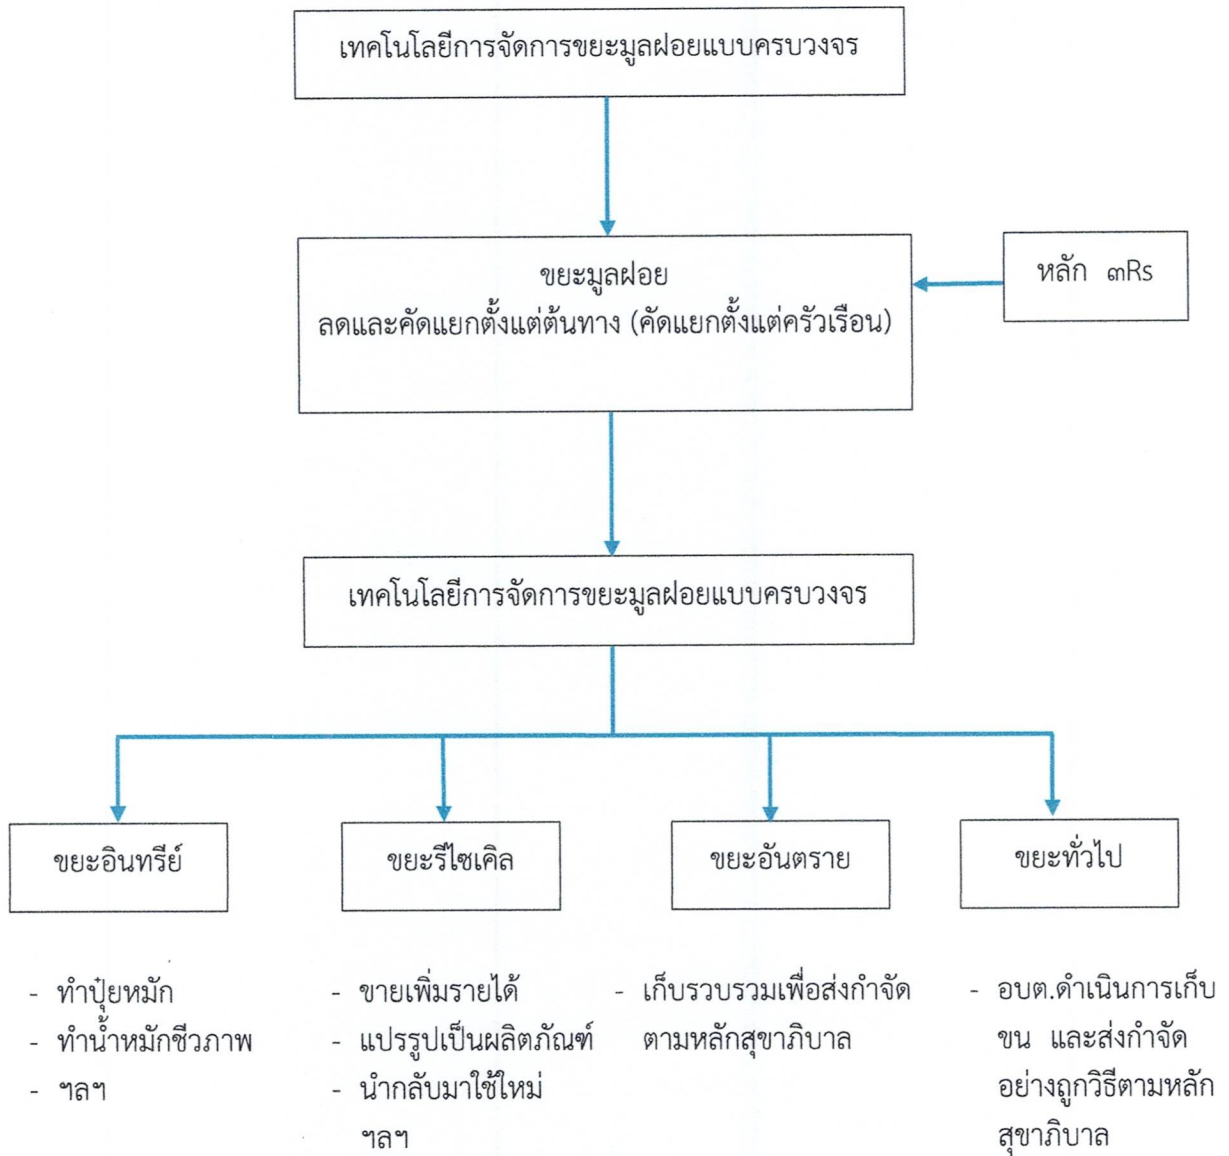 เทคโนโลยีการจัดการขยะมูลฝอยแบบครบวงจร
ขยะมูลฝอย
ลดและคัดแยกตั้งแต่ต้นทาง (คัดแยกตั้งแต่ครัวเรือน)
หลัก ๓Rs
เทคโนโลยีการจัดการขยะมูลฝอยแบบครบวงจร
ขยะอินทรีย์
ขยะรีไซเคิล
ขยะอันตราย
ขยะทั่วไป
- ทำปุ๋ยหมัก
- ทำน้ำหมักชีวภาพ
- ฯลฯ
- ขายเพิ่มรายได้
- แปรรูปเป็นผลิตภัณฑ์
- นำกลับมาใช้ใหม่
ฯลฯ
- เก็บรวบรวมเพื่อส่งกำจัด
ตามหลักสุขาภิบาล
- อบต.ดำเนินการเก็บ
ขน และส่งกำจัด
อย่างถูกวิธีตามหลัก
สุขาภิบาล